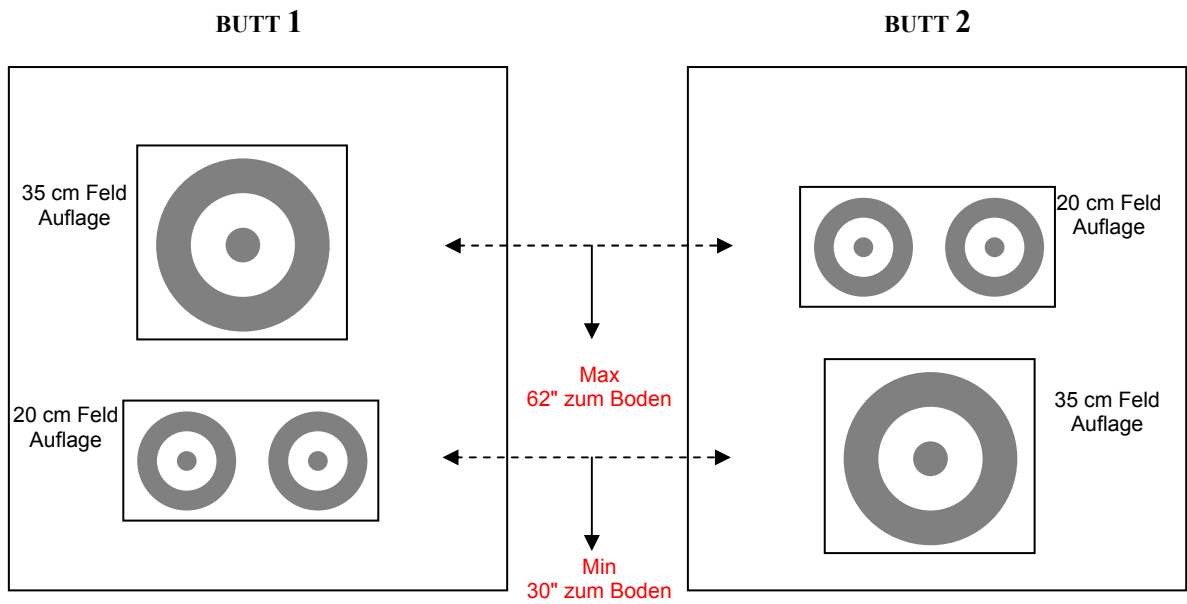 BUTT 1
BUTT 2
35 cm Feld
Auflage
20 cm Feld
Auflage
Max
62" zum Boden
20 cm Feld
Auflage
35 cm Feld
Auflage
Min
30" zum Boden